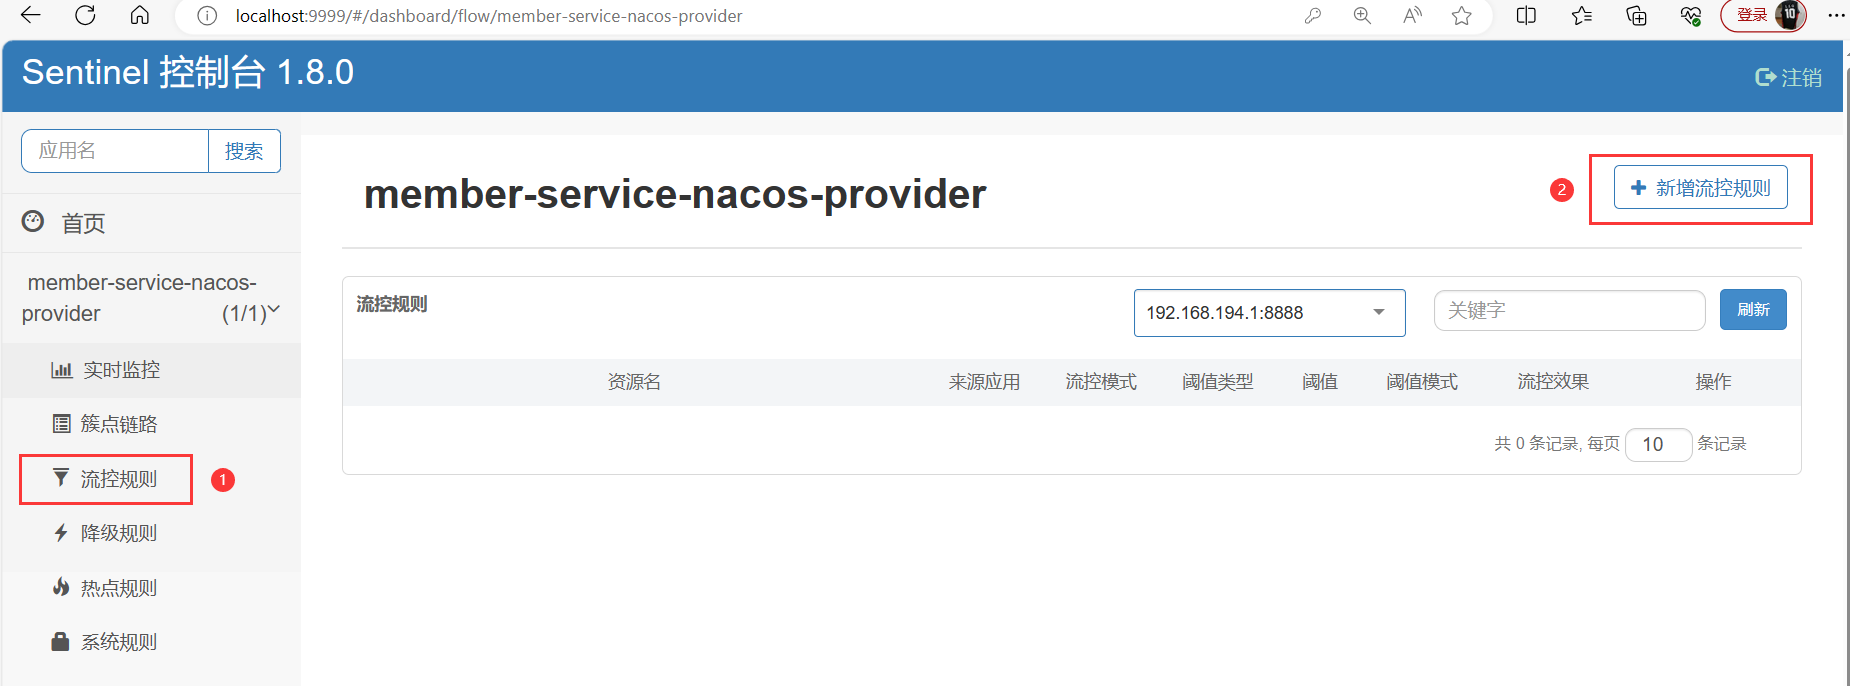 localhost:9999/#/dashboard/flow/member-service-nacos-provider
登录
10
Sentinel 控制台 1.8.0
注销
应用名
搜索
member-service-nacos-provider
2
新增流控规则
首页
member-service-nacos-
provider (1/1)
流控规则
192.168.194.1:8888
关键字
刷新
实时监控
资源名 来源应用 流控模式 阈值类型 阈值 阈值模式 流控效果 操作
簇点链路
共 0 条记录, 每页 10 条记录
流控规则
1
降级规则
热点规则
系统规则